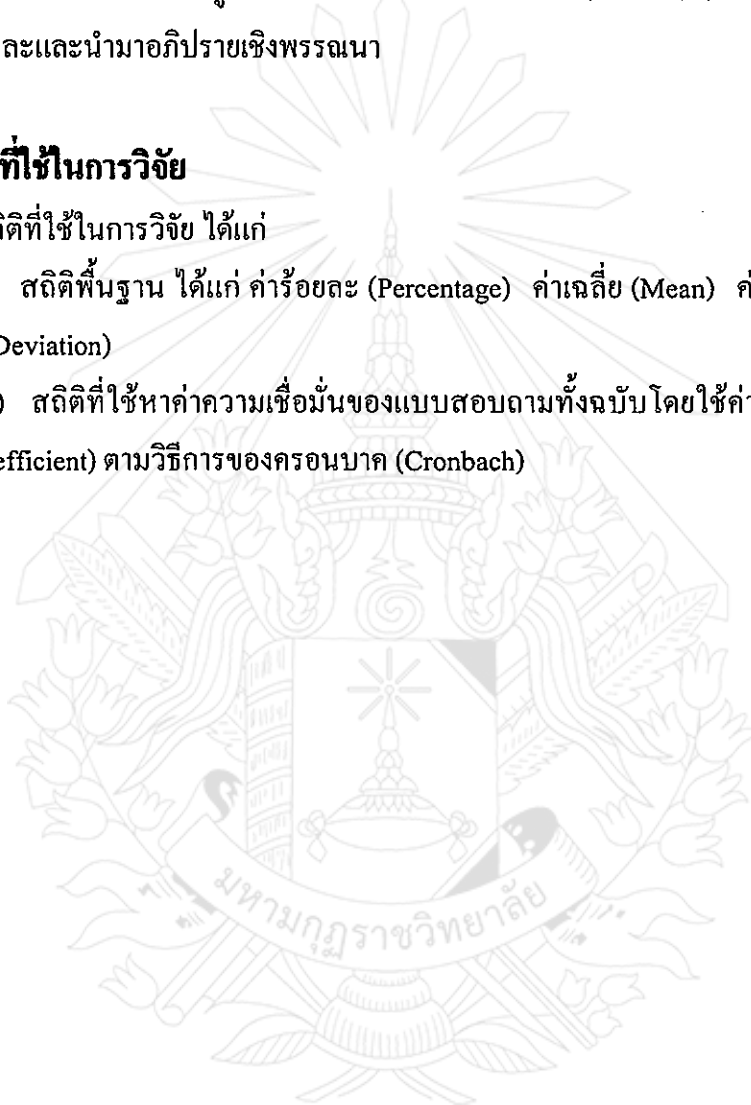 ละและนำมาอภิปรายเชิงพรรณนา
ที่ใช้ในการวิจัย
ิติที่ใช้ในการวิจัย ได้แก่
สถิติพื้นฐาน ได้แก่ ค่าร้อยละ (Percentage) ค่าเฉลี่ย (Mean) ค
Deviation)
) สถิติที่ใช้หาค่าความเชื่อมั่นของแบบสอบถามทั้งฉบับโดยใช้ค่า
efficient) ตามวิธีการของครอนบาค (Cronbach)
มหามกุฏราชวิทยาลัย